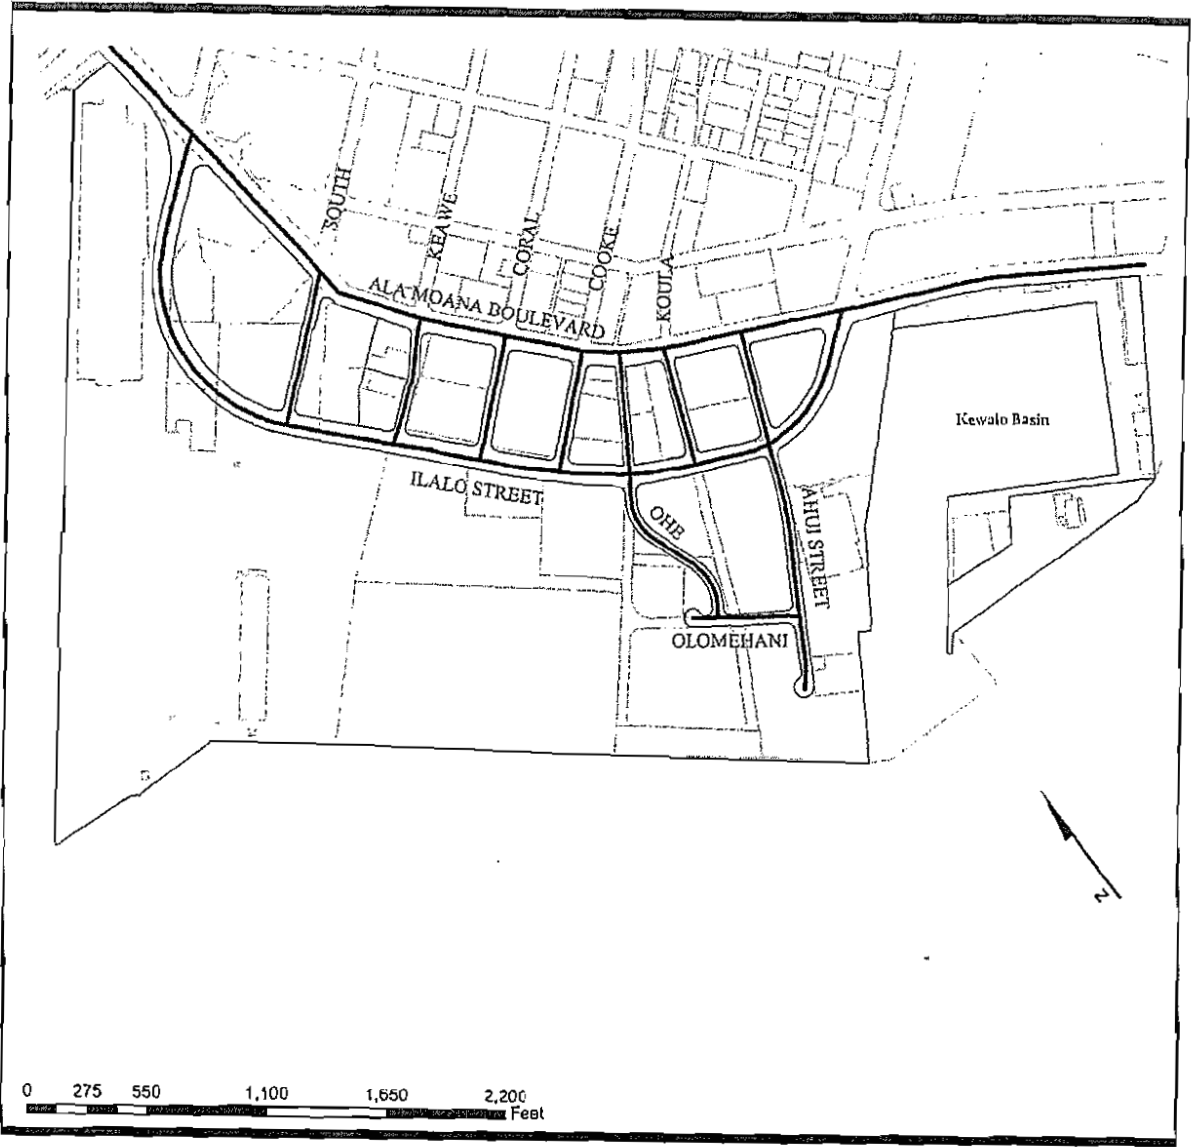 SOUTH
KEAWE
CORAL
COOKE
KOULA
ALA MOANA BOULEVARD
Kewalo Basin
ILALO STREET
OHE
AHUI STREET
OLOMEHANI
N
0 275 550 1,100 1,650 2,200
Feet